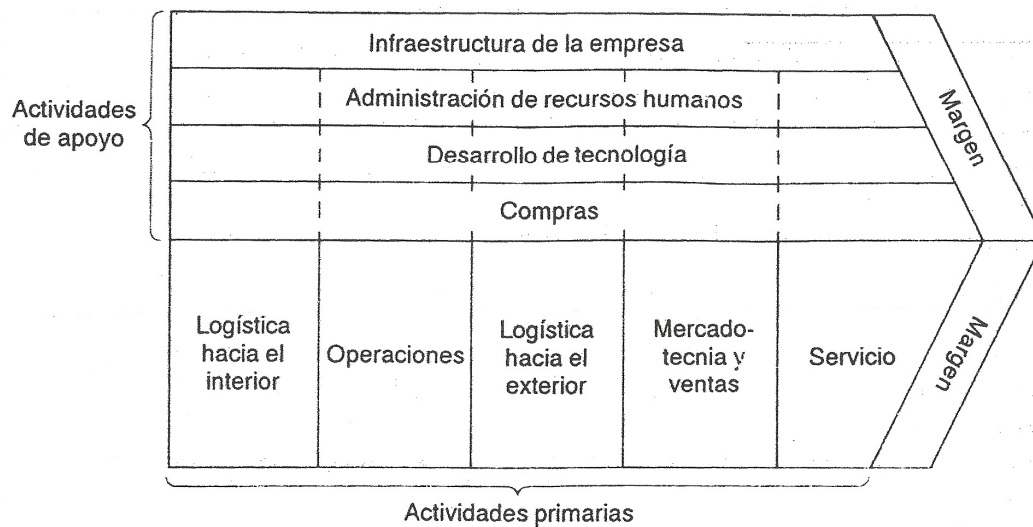 Infraestructura de la empresa
Actividades
de apoyo
Administración de recursos humanos
Desarrollo de tecnología
Compras
Margen
Logística
hacia el
interior
Operaciones
Logística
hacia el
exterior
Mercado-
tecnia y
ventas
Servicio
Margen
Actividades primarias